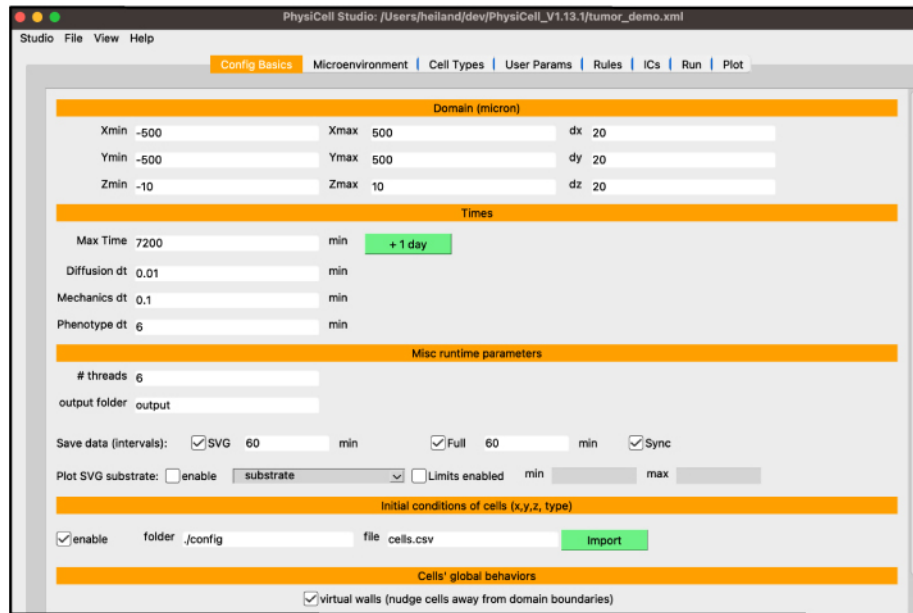 PhysiCell Studio: /Users/heiland/dev/PhysiCell_V1.13.1/tumor_demo.xml
Studio File View Help
Config Basics Microenvironment Cell Types User Params Rules ICs Run Plot
Domain (micron)
Xmin -500 Xmax 500 dx 20
Ymin -500 Ymax 500 dy 20
Zmin -10 Zmax 10 dz 20
Times
Max Time 7200 min + 1 day
Diffusion dt 0.01 min
Mechanics dt 0.1 min
Phenotype dt 6 min
Misc runtime parameters
# threads 6
output folder output
Save data (intervals): SVG 60 min Full 60 min Sync
Plot SVG substrate: enable substrate Limits enabled min max
Initial conditions of cells (x,y,z, type)
enable folder ./config file cells.csv Import
Cells' global behaviors
virtual walls (nudge cells away from domain boundaries)